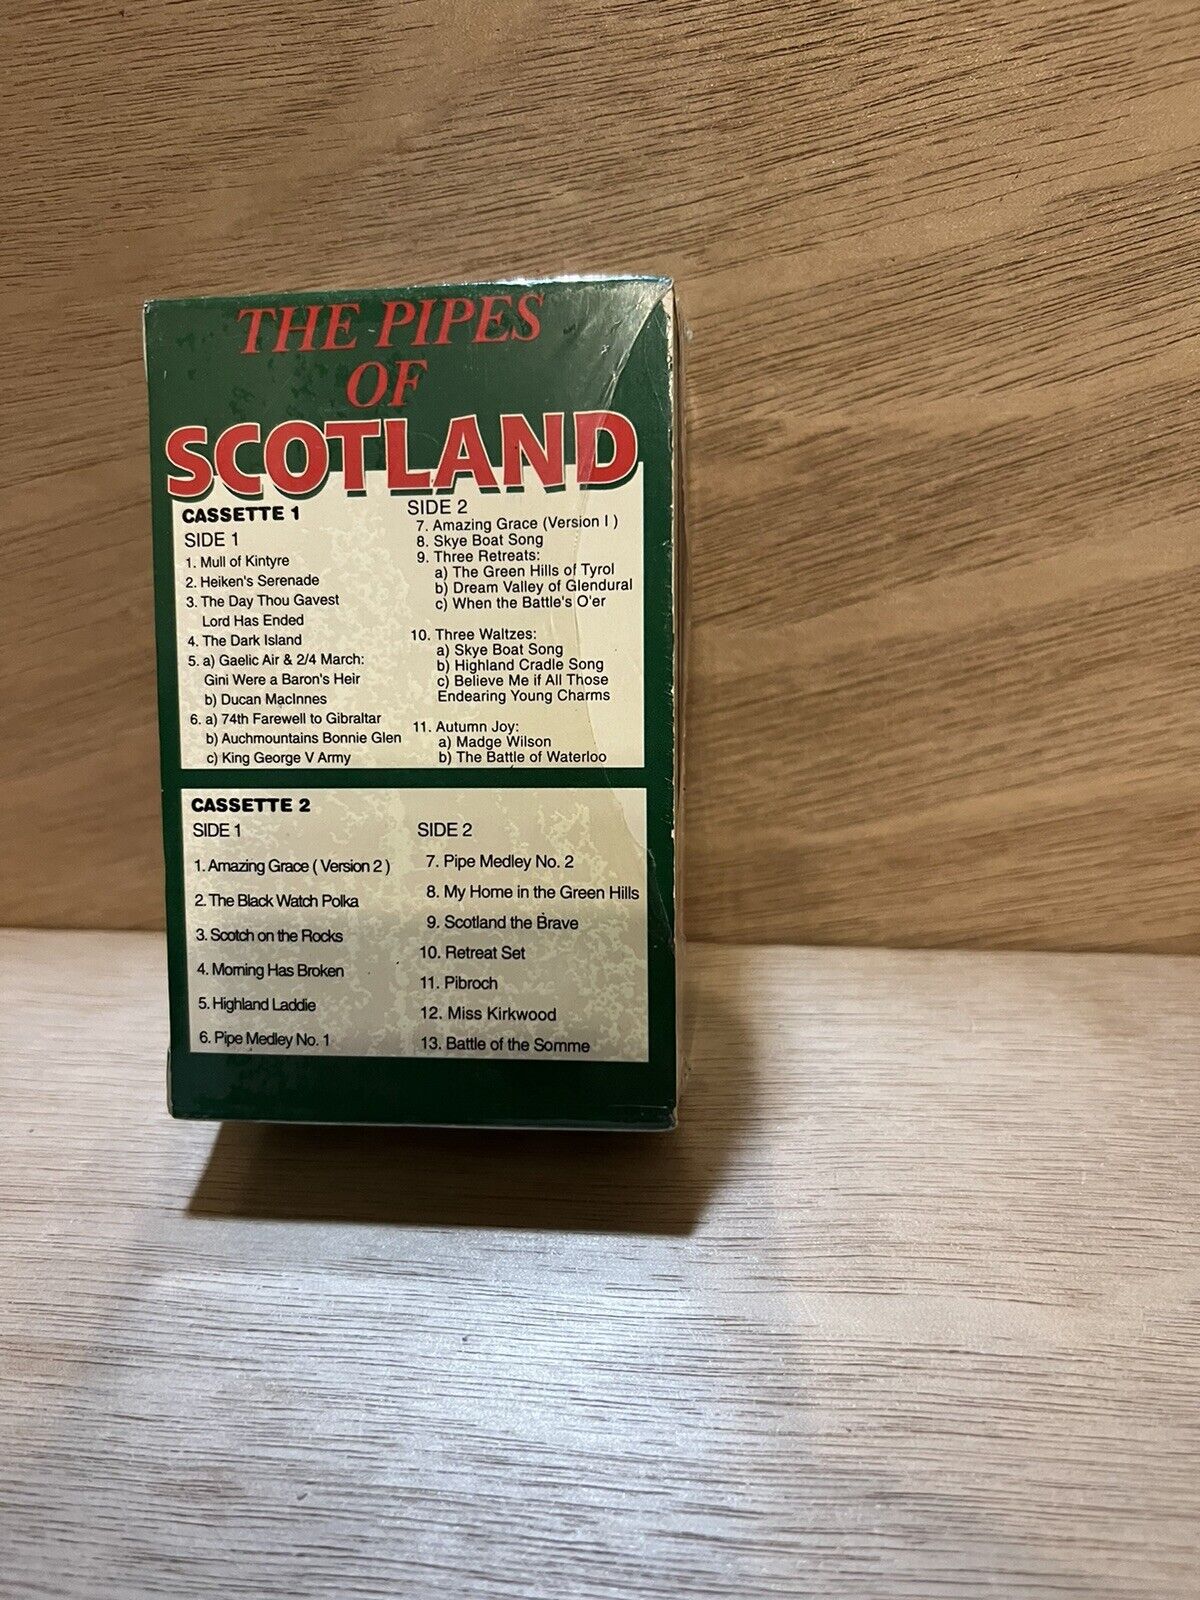 THE PIPES
OF
SCOTLAND
CASSETTE 1
SIDE 1
1. Mull of Kintyre
2. Heiken's Serenade
3. The Day Thou Gavest
Lord Has Ended
4. The Dark Island
5. a) Gaelic Air & 2/4 March:
Gini Were a Baron's Heir
b) Ducan MacInnes
6. a) 74th Farewell to Gibraltar
b) Auchmountains Bonnie Glen
c) King George V Army
SIDE 2
7. Amazing Grace (Version I )
8. Skye Boat Song
9. Three Retreats:
a) The Green Hills of Tyrol
b) Dream Valley of Glendural
c) When the Battle's O'er
10. Three Waltzes:
a) Skye Boat Song
b) Highland Cradle Song
c) Believe Me if All Those
Endearing Young Charms
11. Autumn Joy:
a) Madge Wilson
b) The Battle of Waterloo
CASSETTE 2
SIDE 1
1. Amazing Grace ( Version 2 )
2. The Black Watch Polka
3. Scotch on the Rocks
4. Morning Has Broken
5. Highland Laddie
6. Pipe Medley No. 1
SIDE 2
7. Pipe Medley No. 2
8. My Home in the Green Hills
9. Scotland the Brave
10. Retreat Set
11. Pibroch
12. Miss Kirkwood
13. Battle of the Somme